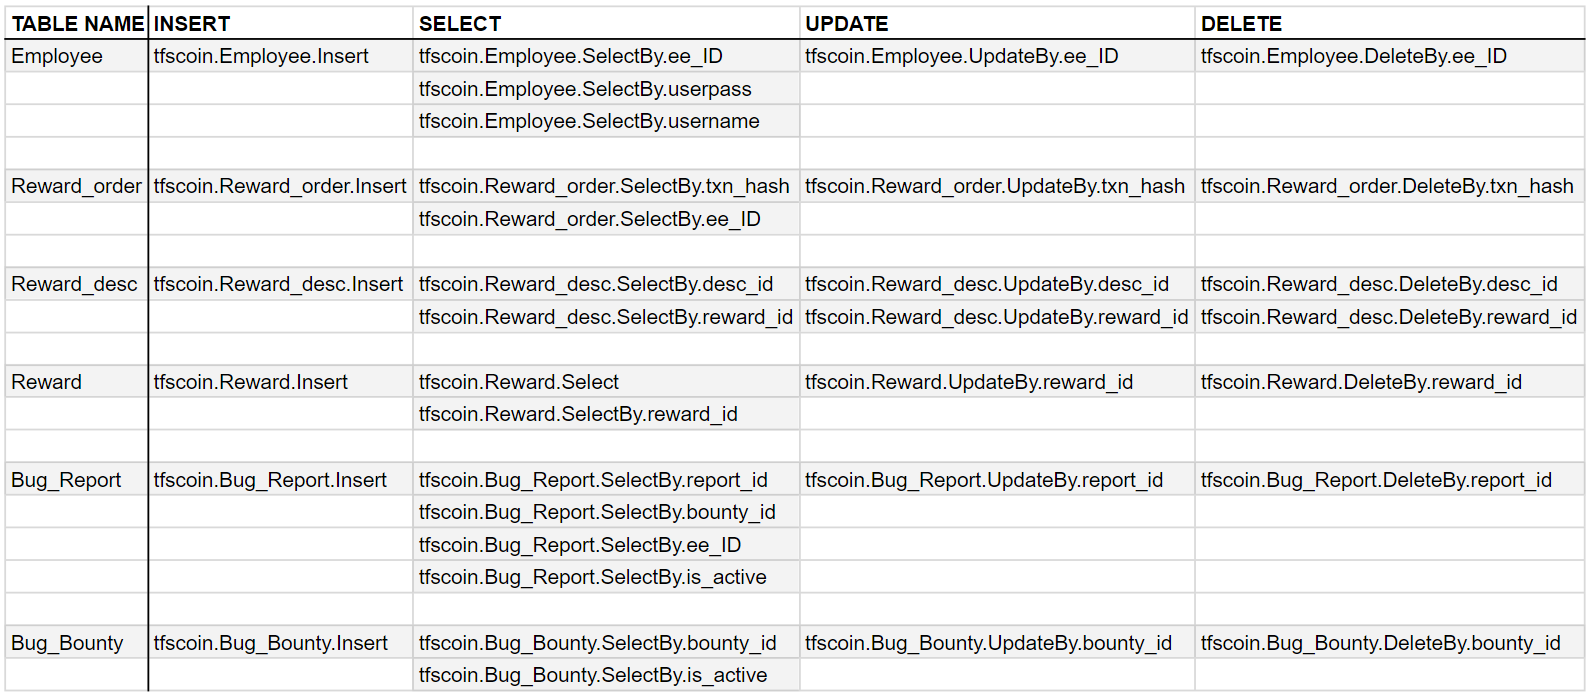 TABLE NAME INSERT SELECT UPDATE DELETE
Employee tfscoin.Employee.Insert tfscoin.Employee.SelectBy.ee_ID tfscoin.Employee.UpdateBy.ee_ID tfscoin.Employee.DeleteBy.ee_ID
tfscoin.Employee.SelectBy.userpass
tfscoin.Employee.SelectBy.username
Reward_order tfscoin.Reward_order.Insert tfscoin.Reward_order.SelectBy.txn_hash tfscoin.Reward_order.UpdateBy.txn_hash tfscoin.Reward_order.DeleteBy.txn_hash
tfscoin.Reward_order.SelectBy.ee_ID
Reward_desc tfscoin.Reward_desc.Insert tfscoin.Reward_desc.SelectBy.desc_id tfscoin.Reward_desc.UpdateBy.desc_id tfscoin.Reward_desc.DeleteBy.desc_id
tfscoin.Reward_desc.SelectBy.reward_id tfscoin.Reward_desc.UpdateBy.reward_id tfscoin.Reward_desc.DeleteBy.reward_id
Reward tfscoin.Reward.Insert tfscoin.Reward.Select tfscoin.Reward.UpdateBy.reward_id tfscoin.Reward.DeleteBy.reward_id
tfscoin.Reward.SelectBy.reward_id
Bug_Report tfscoin.Bug_Report.Insert tfscoin.Bug_Report.SelectBy.report_id tfscoin.Bug_Report.UpdateBy.report_id tfscoin.Bug_Report.DeleteBy.report_id
tfscoin.Bug_Report.SelectBy.bounty_id
tfscoin.Bug_Report.SelectBy.ee_ID
tfscoin.Bug_Report.SelectBy.is_active
Bug_Bounty tfscoin.Bug_Bounty.Insert tfscoin.Bug_Bounty.SelectBy.bounty_id tfscoin.Bug_Bounty.UpdateBy.bounty_id tfscoin.Bug_Bounty.DeleteBy.bounty_id
tfscoin.Bug_Bounty.SelectBy.is_active